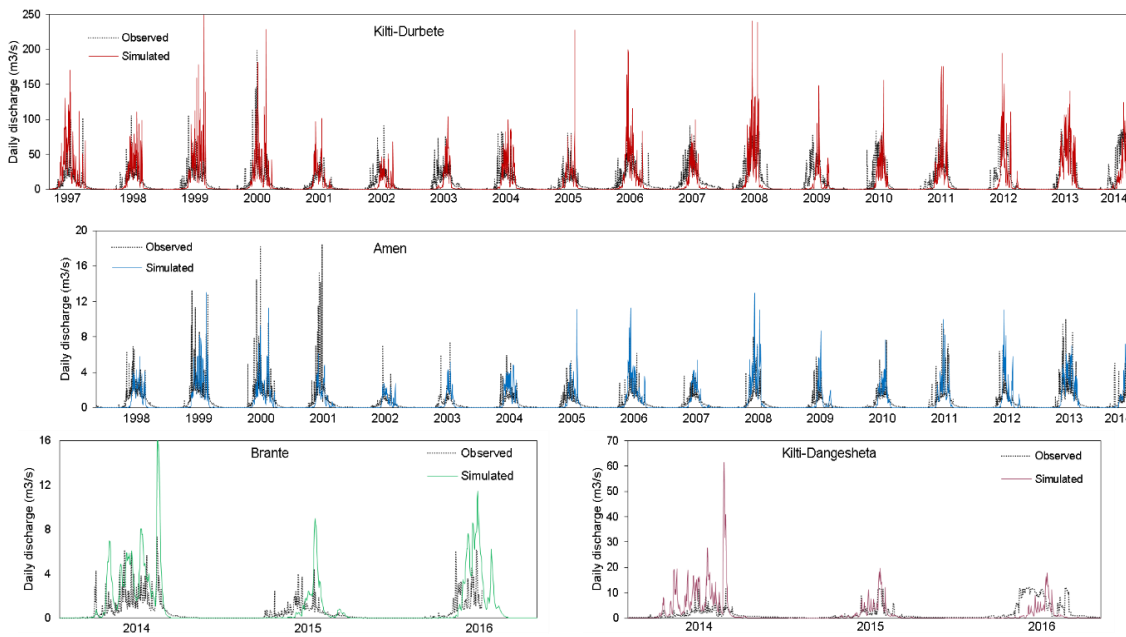 Kilti-Durbete
Observed
Simulated
Daily discharge (m3/s)
250
200
150
100
50
0
1997 1998 1999 2000 2001 2002 2003 2004 2005 2006 2007 2008 2009 2010 2011 2012 2013 2014
Amen
Observed
Simulated
Daily discharge (m3/s)
20
16
12
8
4
0
1998 1999 2000 2001 2002 2003 2004 2005 2006 2007 2008 2009 2010 2011 2012 2013 2014
Brante
Observed
Simulated
Daily discharge (m3/s)
16
12
8
4
0
2014 2015 2016
Kilti-Dangesheta
Observed
Simulated
Daily discharge (m3/s)
70
60
50
40
30
20
10
0
2014 2015 2016